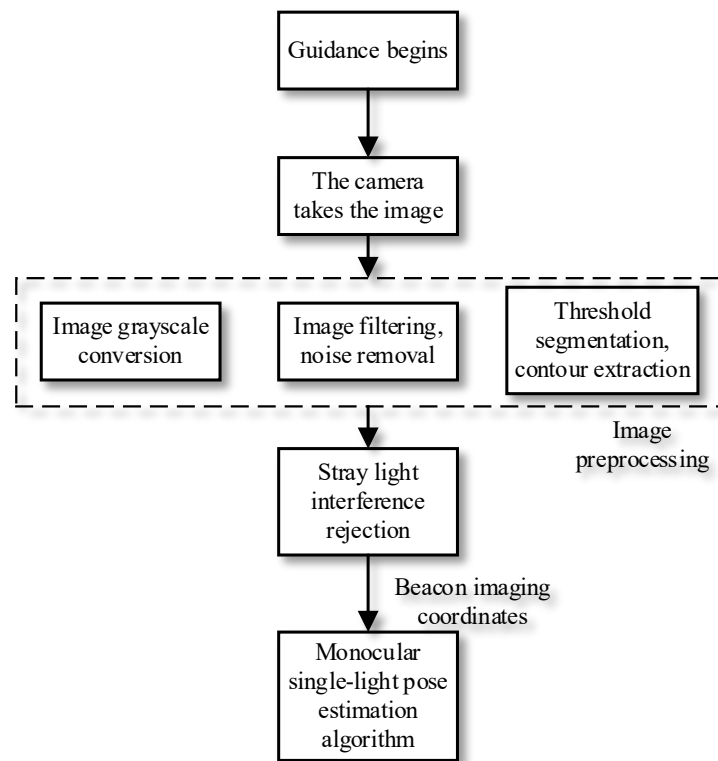 Guidance begins
The camera
takes the image
Image grayscale
conversion
Image filtering,
noise removal
Threshold
segmentation,
contour extraction
Image
preprocessing
Stray light
interference
rejection
Beacon imaging
coordinates
Monocular
single-light pose
estimation
algorithm